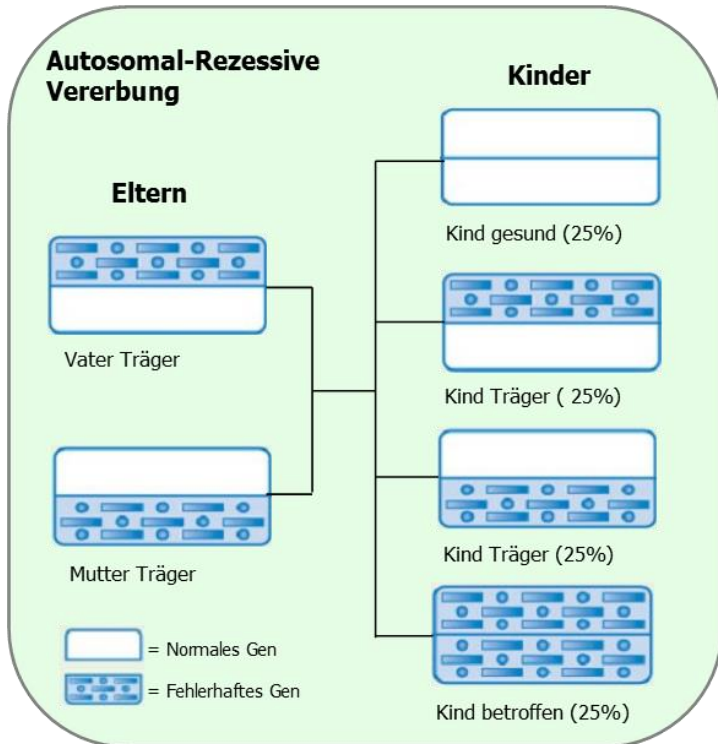 Autosomal-Rezessive
Vererbung
Eltern
Vater Träger
Mutter Träger
= Normales Gen
= Fehlerhaftes Gen
Kinder
Kind gesund (25%)
Kind Träger ( 25%)
Kind Träger (25%)
Kind betroffen (25%)